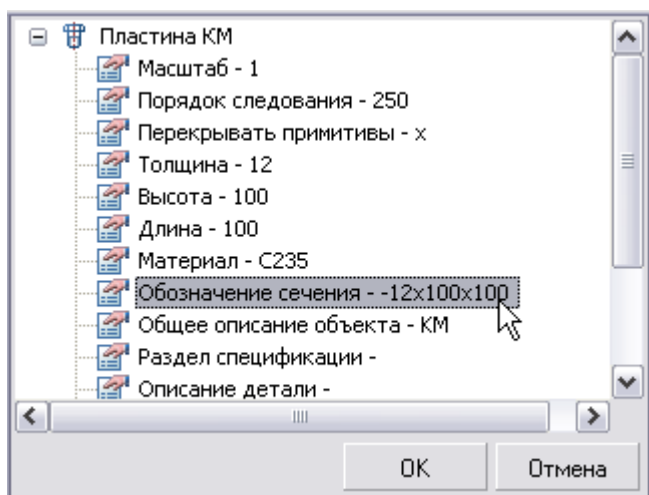 Пластина КМ
Масштаб - 1
Порядок следования - 250
Перекрывать примитивы - x
Толщина - 12
Высота - 100
Длина - 100
Материал - С235
Обозначение сечения - -12x100x100
Общее описание объекта - КМ
Раздел спецификации -
Описание детали -
ОК Отмена